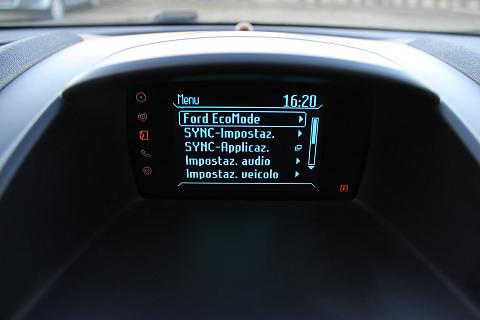 Menu 16:20
Ford EcoMode
SYNC-Impostaz.
SYNC-Applicaz.
Impostaz. audio
Impostaz. veicolo